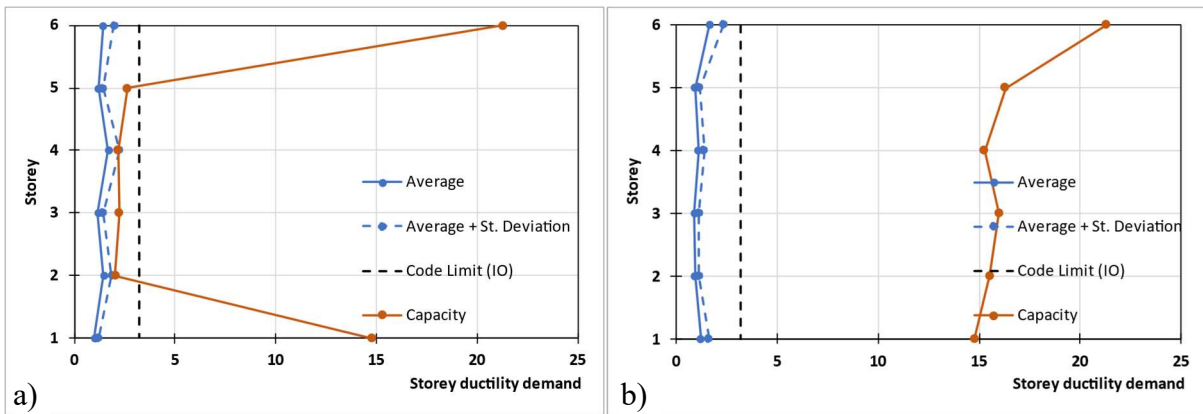 6
5
4
3
2
1
Storey
0
5
10
15
20
25
Storey ductility demand
Average
Average + St. Deviation
Code Limit (IO)
Capacity
a)
6
5
4
3
2
1
Storey
0
5
10
15
20
25
Storey ductility demand
Average
Average + St. Deviation
Code Limit (IO)
Capacity
b)